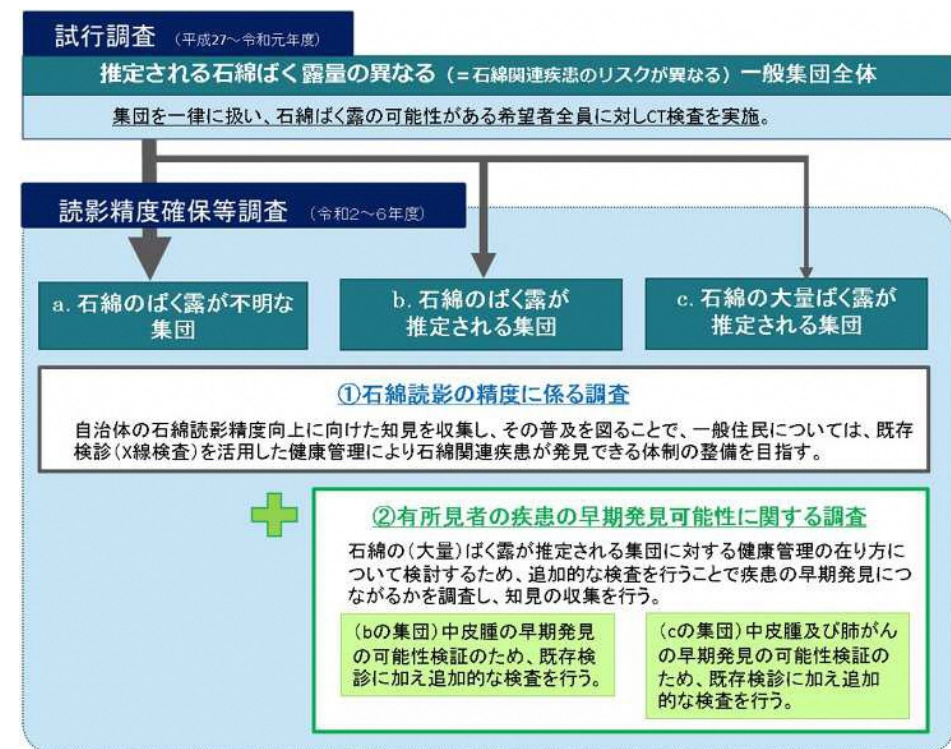 試行調査 (平成27~令和元年度)
推定される石綿ばく露量の異なる(=石綿関連疾患のリスクが異なる)一般集団全体
集団を一律に扱い、石綿ばく露の可能性がある希望者全員に対しCT検査を実施。
読影精度確保等調査 (令和2~6年度)
a. 石綿のばく露が不明な
集団
b. 石綿のばく露が
推定される集団
c. 石綿の大量ばく露が
推定される集団
①石綿読影の精度に係る調査
自治体の石綿読影精度向上に向けた知見を収集し、その普及を図ることで、一般住民については、既存
検診(X線検査)を活用した健康管理により石綿関連疾患が発見できる体制の整備を目指す。
②有所見者の疾患の早期発見可能性に関する調査
石綿の(大量)ばく露が推定される集団に対する健康管理の在り方に
ついて検討するため、追加的な検査を行うことで疾患の早期発見につ
ながるかを調査し、知見の収集を行う。
(bの集団)中皮腫の早期発見
の可能性検証のため、既存検
診に加え追加的な検査を行う。
(cの集団)中皮腫及び肺がん
の早期発見の可能性検証の
ため、既存検診に加え追加
的な検査を行う。